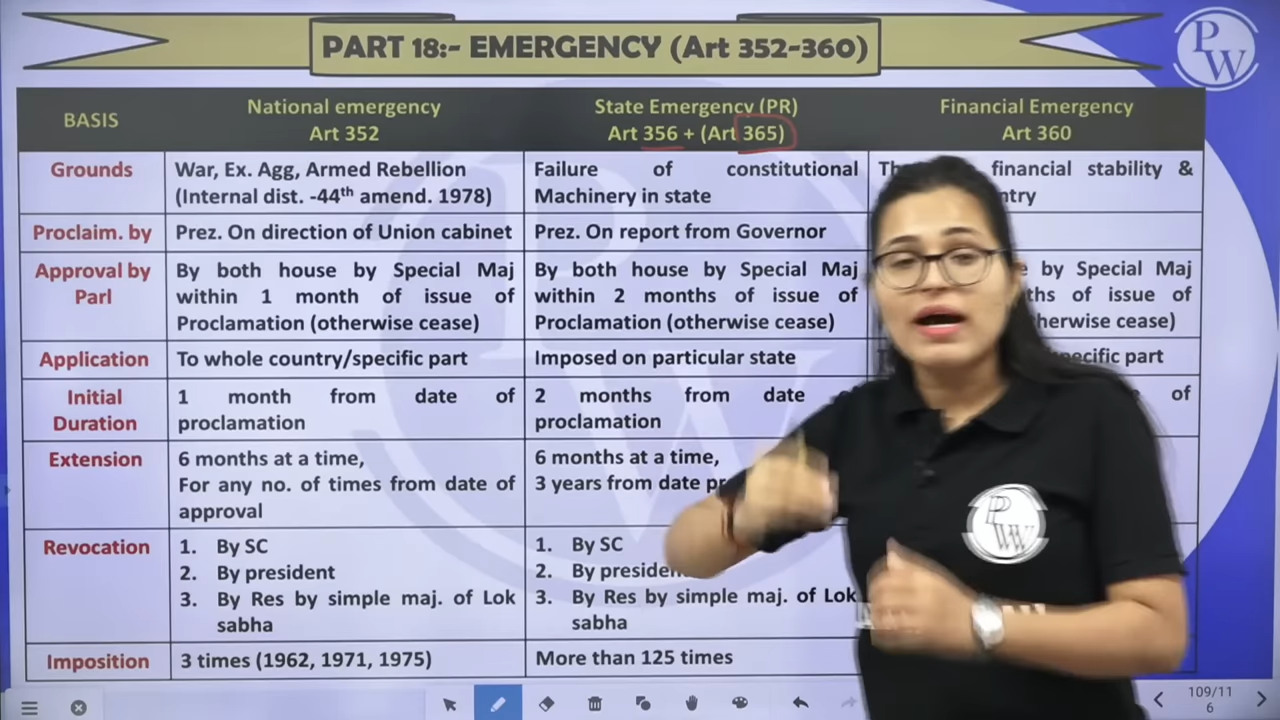 PART 18:- EMERGENCY (Art 352-360)
PW
BASIS
National emergency
Art 352
State Emergency (PR)
Art 356 + (Art 365)
Financial Emergency
Art 360
Grounds
War, Ex. Agg, Armed Rebellion
(Internal dist. -44th amend. 1978)
Failure of constitutional
Machinery in state
financial stability &
Proclaim. by
Prez. On direction of Union cabinet
Prez. On report from Governor
Approval by
Parl
By both house by Special Maj
within 1 month of issue of
Proclamation (otherwise cease)
By both house by Special Maj
within 2 months of issue of
Proclamation (otherwise cease)
by Special Maj
of issue of
cease)
Application
To whole country/specific part
Imposed on particular state
part
Initial
Duration
1 month from date of
proclamation
2 months from date
proclamation
of
Extension
6 months at a time,
For any no. of times from date of
approval
6 months at a time,
3 years from date
Revocation
1. By SC
2. By president
3. By Res by simple maj. of Lok
sabha
1. By SC
2. By
3. By Res by simple maj. of Lok
sabha
Imposition
3 times (1962, 1971, 1975)
More than 125 times
PW
109/11
6